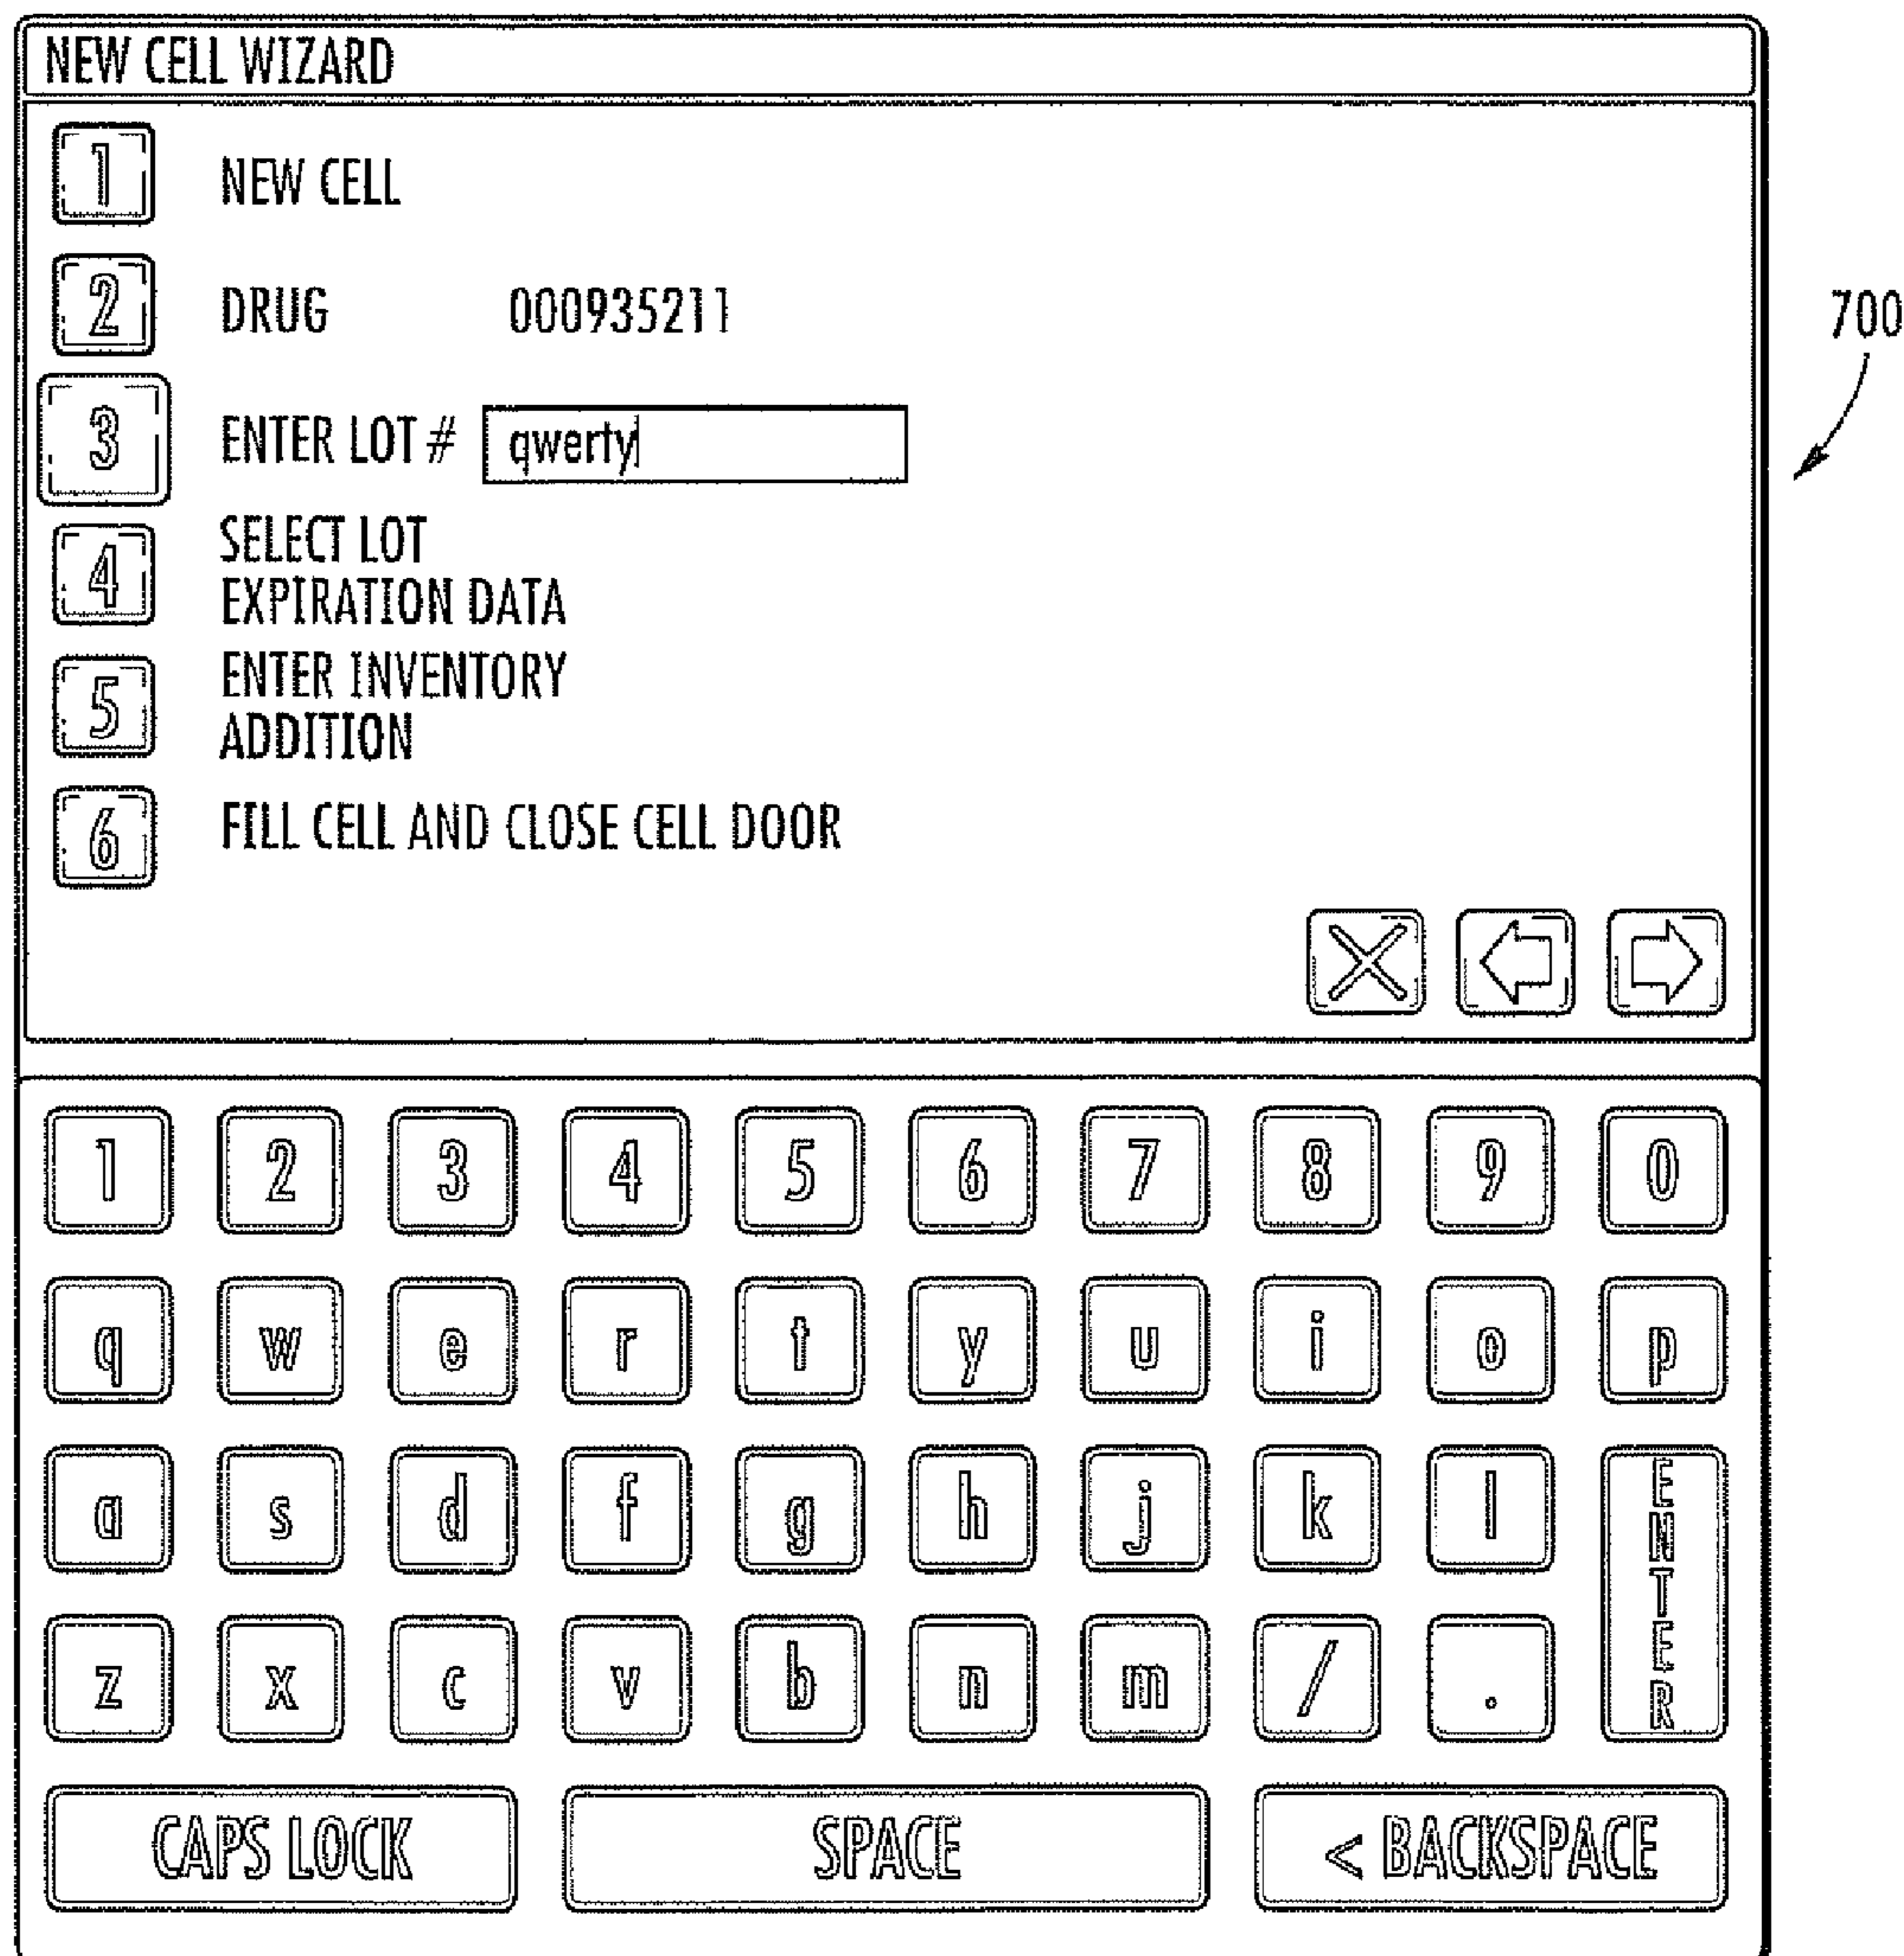 NEW CELL WIZARD
1 NEW CELL
2 DRUG 000935211
700
3 ENTER LOT # qwerty
4 SELECT LOT
EXPIRATION DATA
5 ENTER INVENTORY
ADDITION
6 FILL CELL AND CLOSE CELL DOOR
1 2 3 4 5 6 7 8 9 0
q w e r t y u i o p
a s d f g h j k l ENTER
z x c v b n m / .
CAPS LOCK SPACE < BACKSPACE